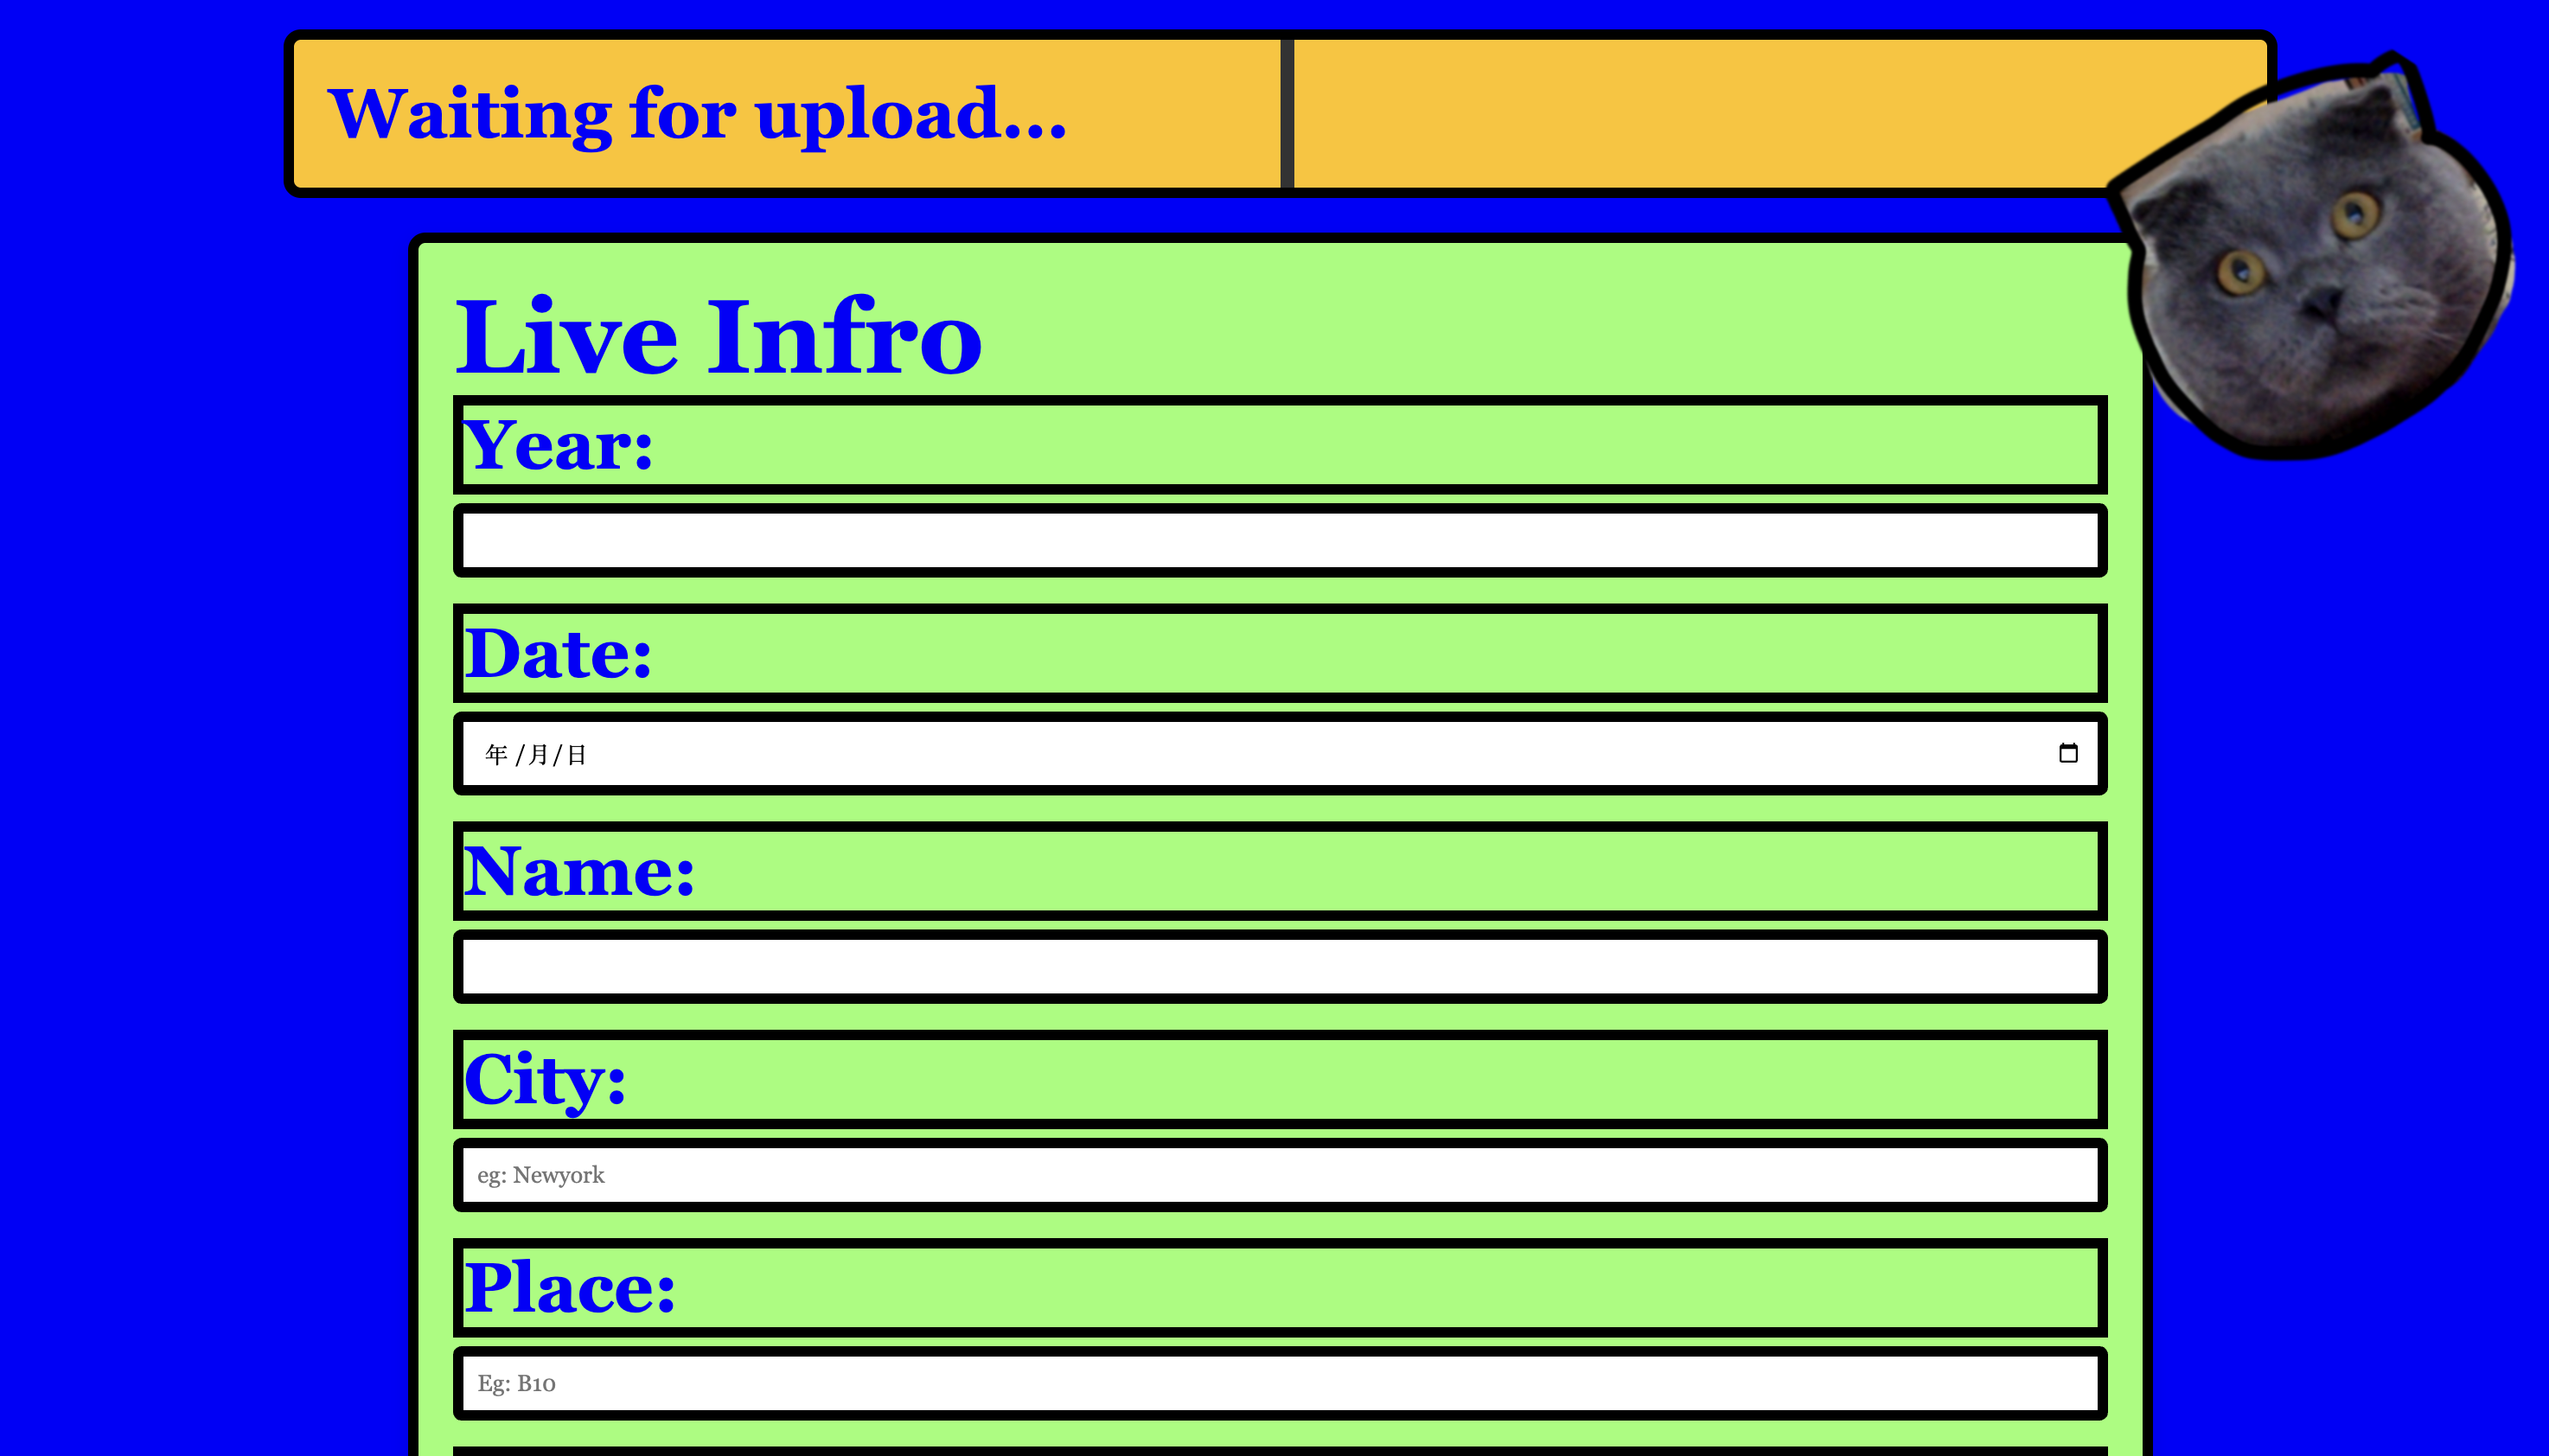 Waiting for upload...
Live Infro
Year:
Date:
年 /月/日
Name:
City:
eg: Newyork
Place:
Eg: B10